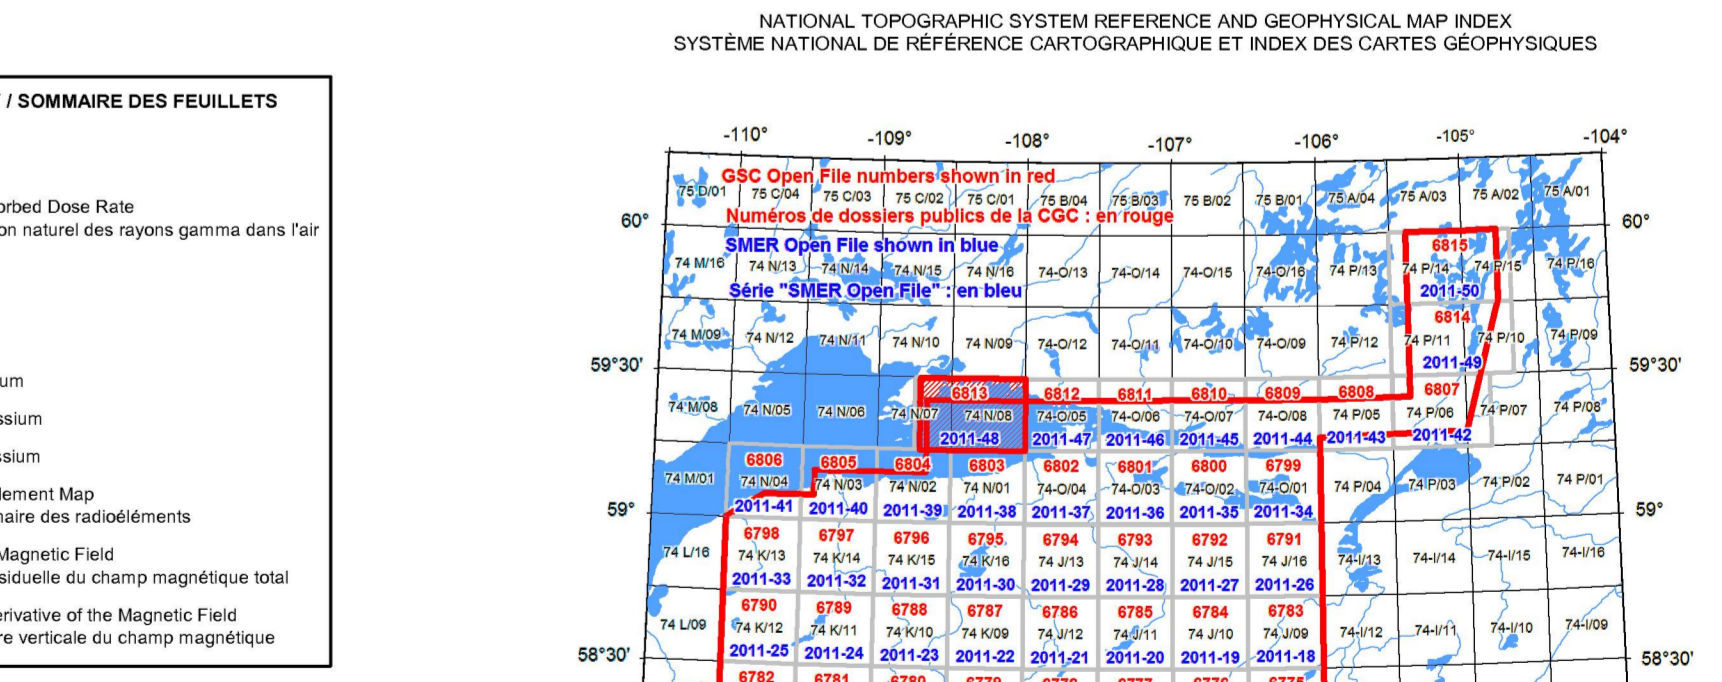 NATIONAL TOPOGRAPHIC SYSTEM REFERENCE AND GEOPHYSICAL MAP INDEX
SYSTÈME NATIONAL DE RÉFÉRENCE CARTOGRAPHIQUE ET INDEX DES CARTES GÉOPHYSIQUES
/ SOMMAIRE DES FEUILLETS
orbed Dose Rate
on naturel des rayons gamma dans l'air
um
ssium
ssium
lement Map
naire des radioéléments
Magnetic Field
siduelle du champ magnétique total
erivative of the Magnetic Field
re verticale du champ magnétique
-110° -109° -108° -107° -106° -105° -104°
GSC Open File numbers shown in red
75 D/01 75 C/04 75 C/03 75 C/02 75 C/01 75 B/04 75 B/03 75 B/02 75 B/01 75 A/04 75 A/03 75 A/02 75 A/01
Numéros de dossiers publics de la CGC : en rouge
60° 60°
SMER Open File shown in blue
6815
74 M/16 74 N/13 74 N/14 74 N/15 74 N/16 74-O/13 74-O/14 74-O/15 74-O/16 74 P/13 74 P/14 74 P/15 74 P/16
Série "SMER Open File" : en bleu
2011-50
6814
74 M/09 74 N/12 74 N/11 74 N/10 74 N/09 74-O/12 74-O/11 74-O/10 74-O/09 74 P/12 74 P/11 74 P/10 74 P/09
2011-49
59°30' 59°30'
6813 6812 6811 6810 6809 6808 6807
74 M/08 74 N/05 74 N/06 74 N/07 74 N/08 74-O/05 74-O/06 74-O/07 74-O/08 74 P/05 74 P/06 74 P/07 74 P/08
2011-48 2011-47 2011-46 2011-45 2011-44 2011-43 2011-42
6806 6805 6804 6803 6802 6801 6800 6799
74 M/01 74 N/04 74 N/03 74 N/02 74 N/01 74-O/04 74-O/03 74-O/02 74-O/01 74 P/04 74 P/03 74 P/02 74 P/01
59° 2011-41 2011-40 2011-39 2011-38 2011-37 2011-36 2011-35 2011-34 59°
6798 6797 6796 6795 6794 6793 6792 6791
74 L/16 74 K/13 74 K/14 74 K/15 74 K/16 74 J/13 74 J/14 74 J/15 74 J/16 74-I/13 74-I/14 74-I/15 74-I/16
2011-33 2011-32 2011-31 2011-30 2011-29 2011-28 2011-27 2011-26
6790 6789 6788 6787 6786 6785 6784 6783
74 L/09 74 K/12 74 K/11 74 K/10 74 K/09 74 J/12 74 J/11 74 J/10 74 J/09 74-I/12 74-I/11 74-I/10 74-I/09
58°30' 2011-25 2011-24 2011-23 2011-22 2011-21 2011-20 2011-19 2011-18 58°30'
6782 6781 6780 6779 6778 6777 6776 6775